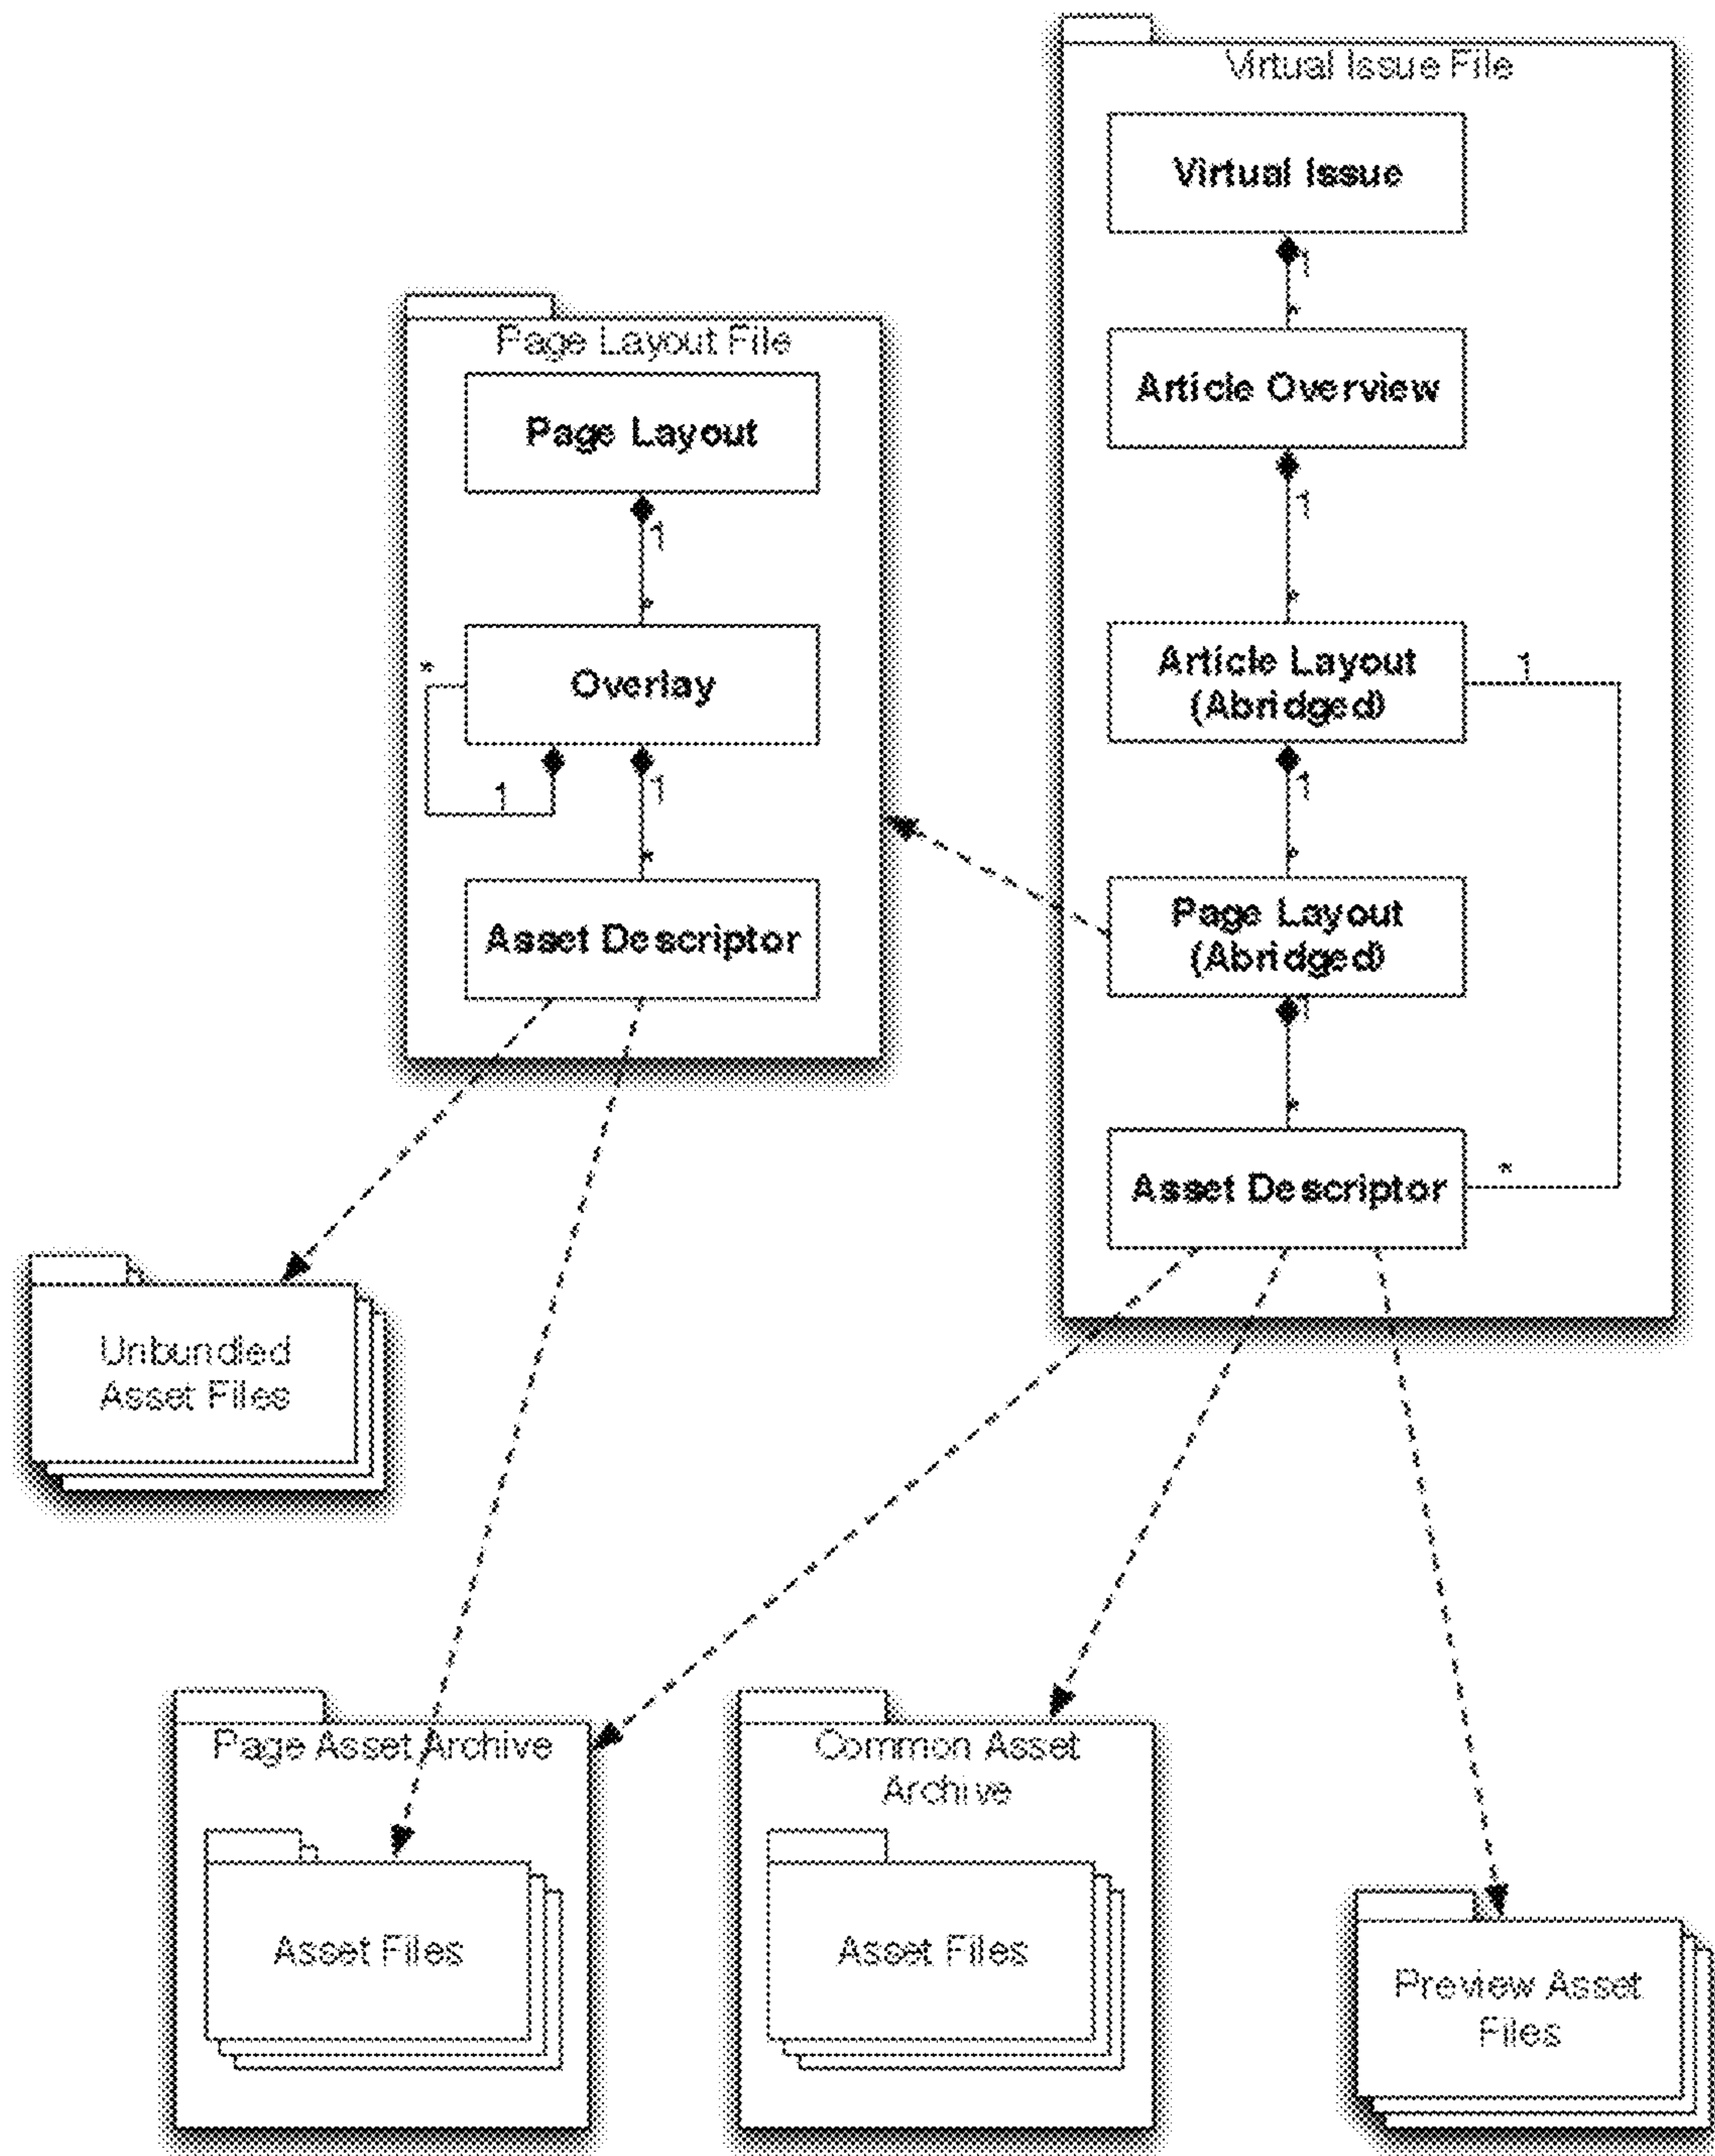 Virtual Issue File
Virtual Issue
1
*
Article Overview
1
*
Article Layout
(Abridged)
1
1
*
Page Layout
(Abridged)
1
*
Asset Descriptor
*
Page Layout File
Page Layout
1
*
Overlay
*
1
1
*
Asset Descriptor
Unbundled
Asset Files
Page Asset Archive
Asset Files
Common Asset
Archive
Asset Files
Preview Asset
Files